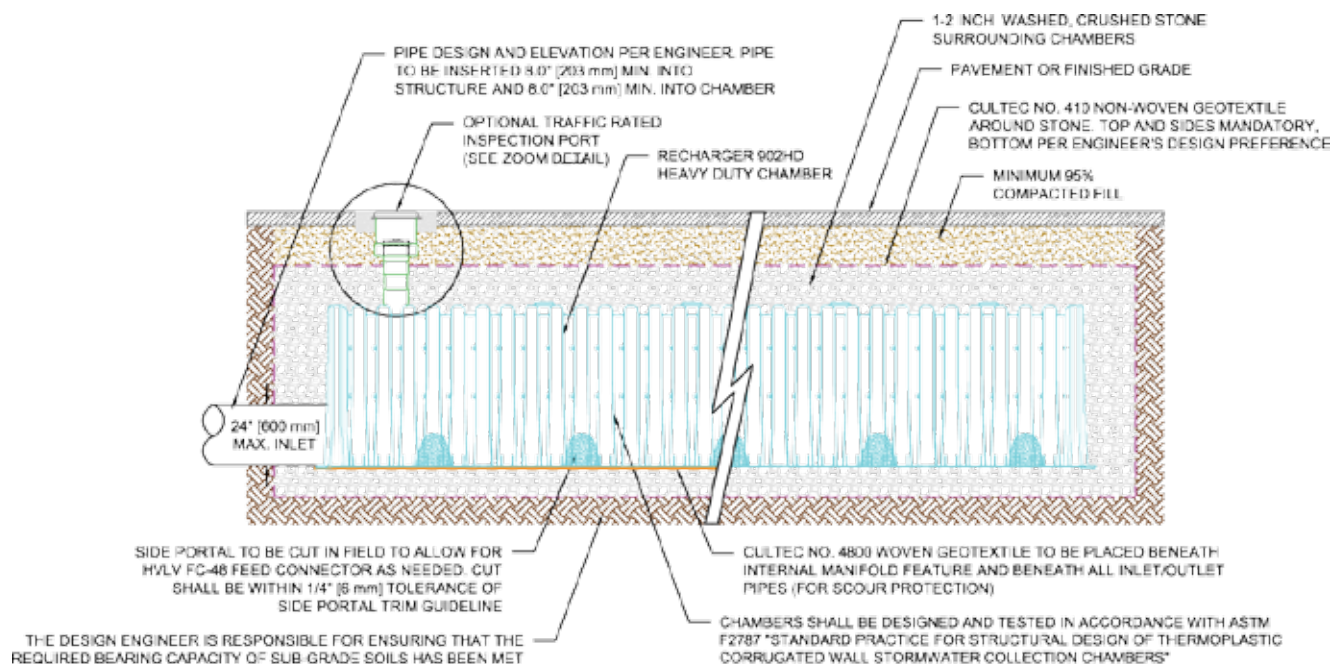 1-2 INCH WASHED, CRUSHED STONE
SURROUNDING CHAMBERS
PIPE DESIGN AND ELEVATION PER ENGINEER. PIPE
TO BE INSERTED 8.0" [203 mm] MIN. INTO
STRUCTURE AND 8.0" [203 mm] MIN. INTO CHAMBER
PAVEMENT OR FINISHED GRADE
CULTEC NO. 410 NON-WOVEN GEOTEXTILE
AROUND STONE. TOP AND SIDES MANDATORY,
BOTTOM PER ENGINEER'S DESIGN PREFERENCE
OPTIONAL TRAFFIC RATED
INSPECTION PORT
(SEE ZOOM DETAIL)
RECHARGER 902HD
HEAVY DUTY CHAMBER
MINIMUM 95%
COMPACTED FILL
24" [600 mm]
MAX. INLET
SIDE PORTAL TO BE CUT IN FIELD TO ALLOW FOR
HVLV FC-48 FEED CONNECTOR AS NEEDED. CUT
SHALL BE WITHIN 1/4" [6 mm] TOLERANCE OF
SIDE PORTAL TRIM GUIDELINE
CULTEC NO. 4800 WOVEN GEOTEXTILE TO BE PLACED BENEATH
INTERNAL MANIFOLD FEATURE AND BENEATH ALL INLET/OUTLET
PIPES (FOR SCOUR PROTECTION)
THE DESIGN ENGINEER IS RESPONSIBLE FOR ENSURING THAT THE
REQUIRED BEARING CAPACITY OF SUB-GRADE SOILS HAS BEEN MET
CHAMBERS SHALL BE DESIGNED AND TESTED IN ACCORDANCE WITH ASTM
F2787 "STANDARD PRACTICE FOR STRUCTURAL DESIGN OF THERMOPLASTIC
CORRUGATED WALL STORMWATER COLLECTION CHAMBERS"